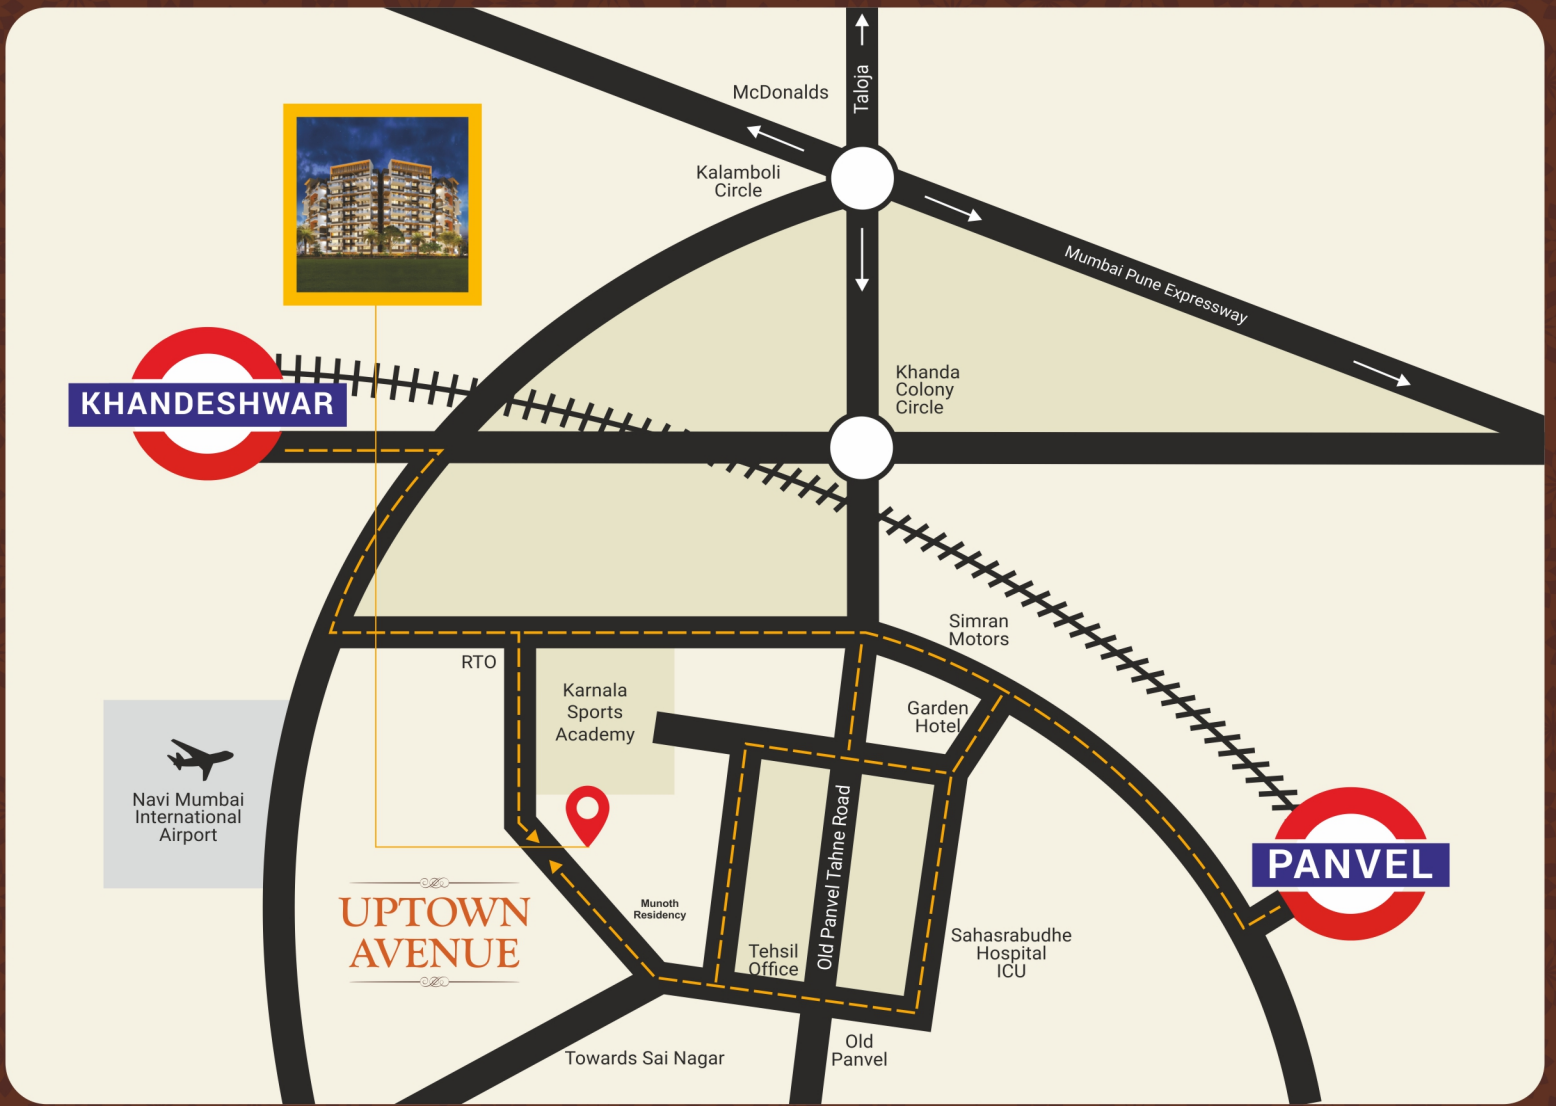 McDonalds
Taloja
Kalamboli
Circle
Mumbai Pune Expressway
KHANDESHWAR
Khanda
Colony
Circle
Simran
Motors
RTO
Karnala
Sports
Academy
Garden
Hotel
Navi Mumbai
International
Airport
Old Panvel Tahne Road
PANVEL
UPTOWN
AVENUE
Munoth
Residency
Tehsil
Office
Sahasrabudhe
Hospital
ICU
Towards Sai Nagar
Old
Panvel